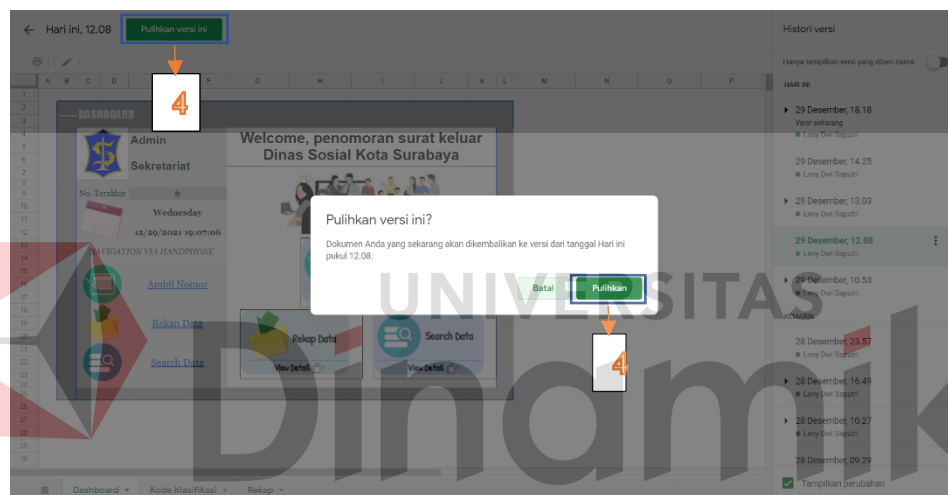 Hari ini, 12.08
Pulihkan versi ini
Histori versi
Hanya tampilkan versi yang diberi nama
HARI INI
29 Desember, 18.18
Versi sekarang
Leny Dwi Saputri
29 Desember, 14.25
Leny Dwi Saputri
29 Desember, 13.03
Leny Dwi Saputri
29 Desember, 12.08
Leny Dwi Saputri
29 Desember, 10.53
Leny Dwi Saputri
KEMARIN
28 Desember, 23.57
Leny Dwi Saputri
28 Desember, 16.49
Leny Dwi Saputri
28 Desember, 10.27
Leny Dwi Saputri
28 Desember, 09.29
Tampilkan perubahan
A B C D F G H I J K L M N O P
4
DASHBOARD
Admin
Sekretariat
Welcome, penomoran surat keluar
Dinas Sosial Kota Surabaya
No. Terakhir 6
Wednesday
12/29/2021 19:07:06
NAVIGATION VIA HANDPHONE
Ambil Nomor
Rekap Data
Search Data
Pulihkan versi ini?
Dokumen Anda yang sekarang akan dikembalikan ke versi dari tanggal Hari ini
pukul 12.08.
Batal
Pulihkan
4
Rekap Data
View Detail
Search Data
View Detail
UNIVERSITAS
Dinamik
Dashboard
Kode Klasifikasi
Rekap